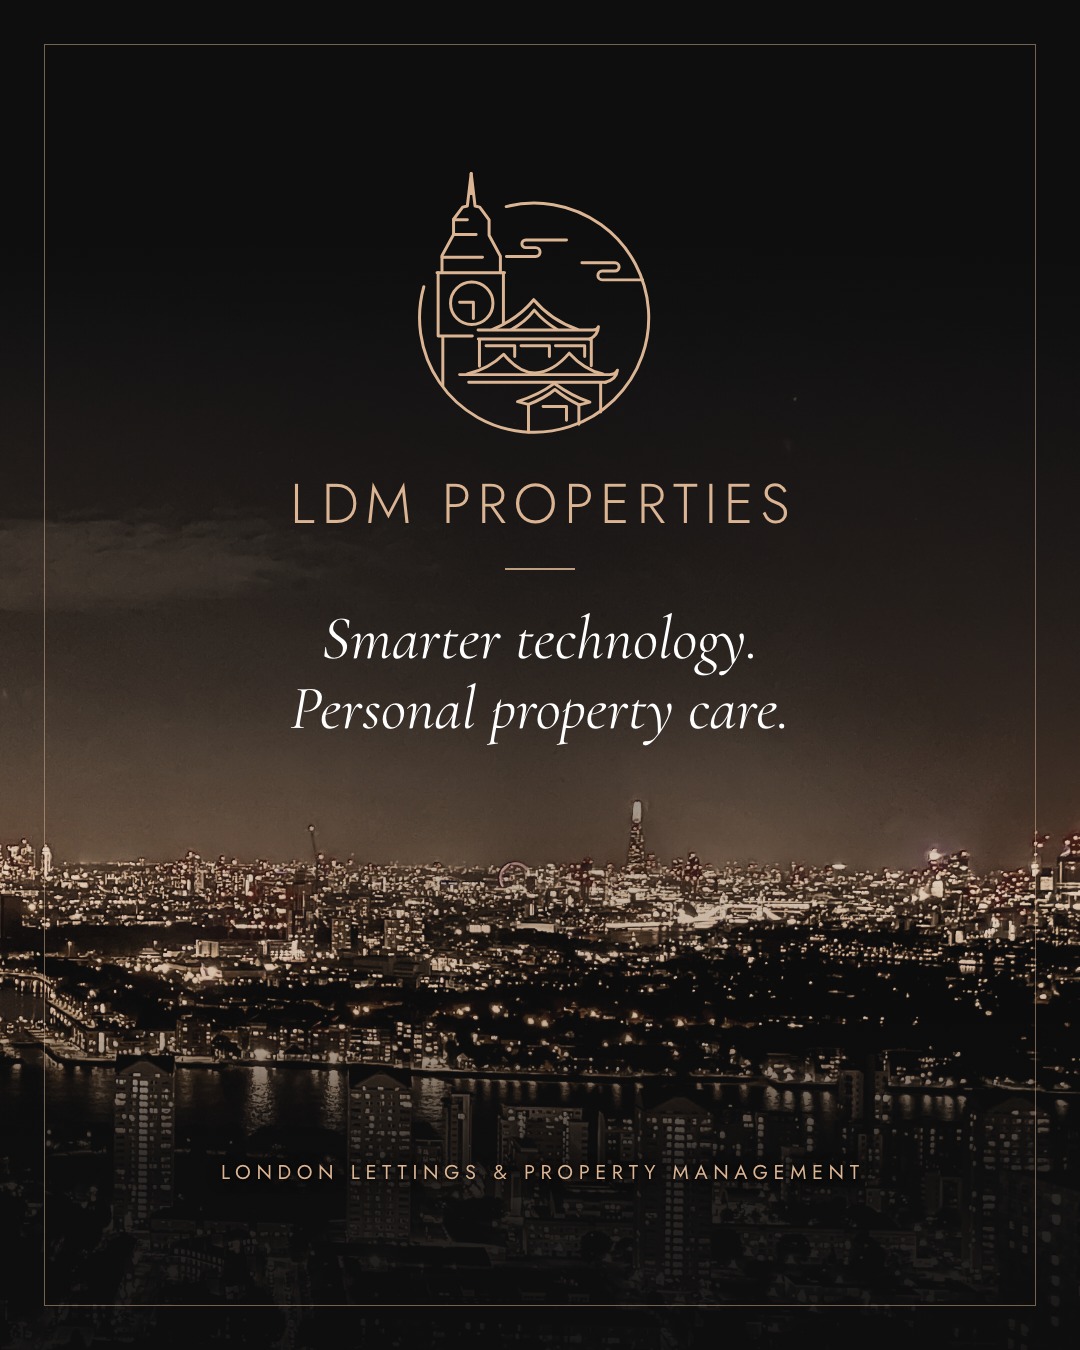 LDM PROPERTIES
Smarter technology.
Personal property care.
LONDON LETTINGS & PROPERTY MANAGEMENT